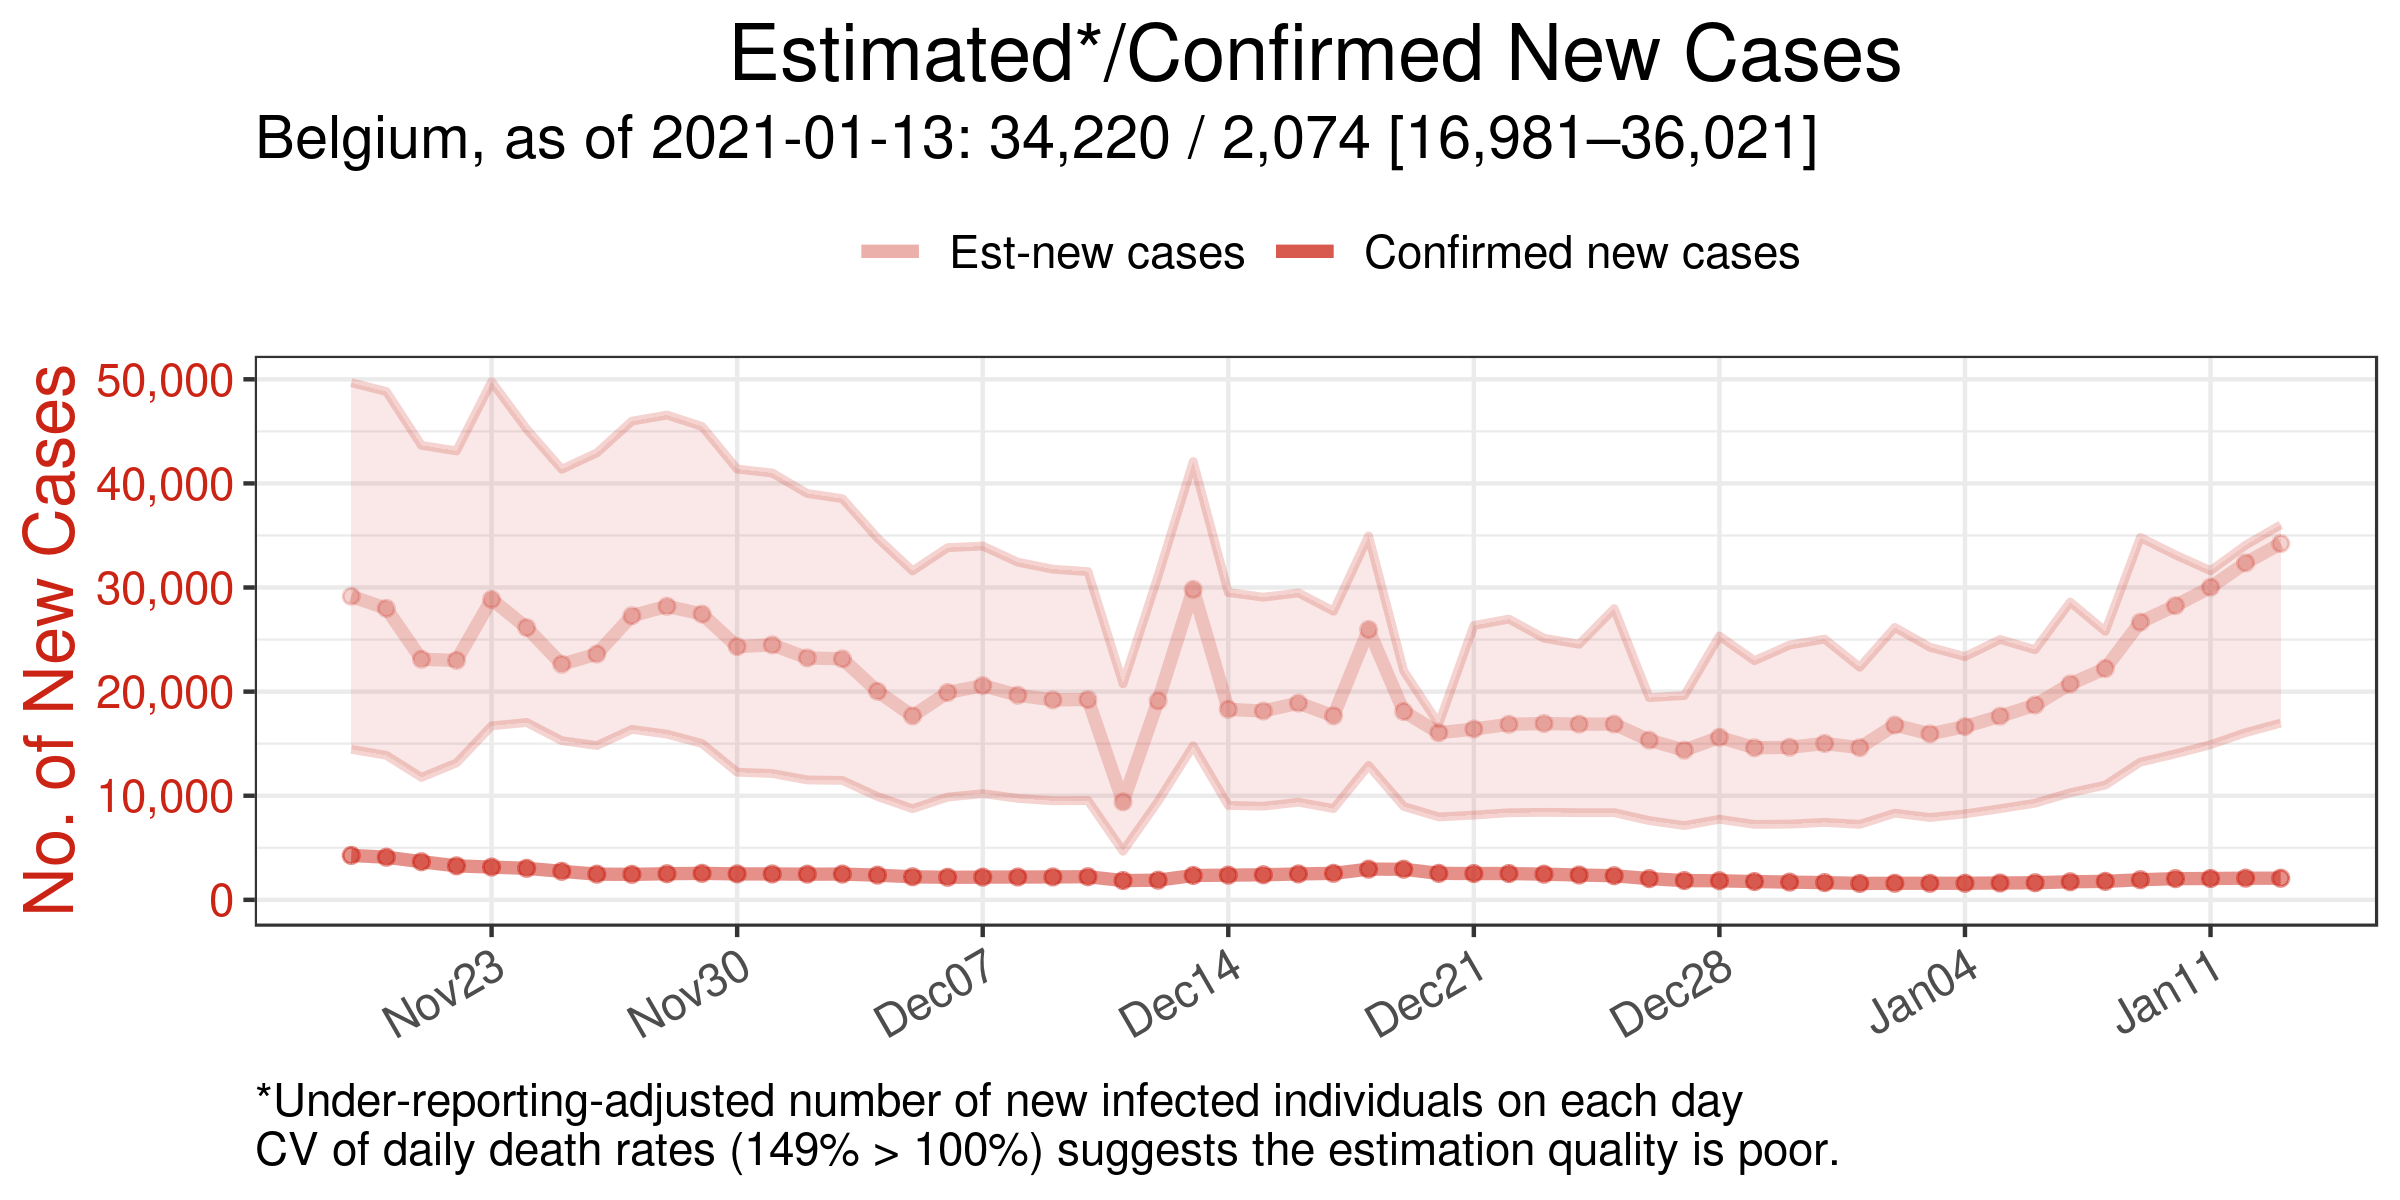 Estimated*/Confirmed New Cases
Belgium, as of 2021-01-13: 34,220 / 2,074 [16,981–36,021]
Est-new cases Confirmed new cases
No. of New Cases
50,000
40,000
30,000
20,000
10,000
0
Nov23 Nov30 Dec07 Dec14 Dec21 Dec28 Jan04 Jan11
*Under-reporting-adjusted number of new infected individuals on each day
CV of daily death rates (149% > 100%) suggests the estimation quality is poor.